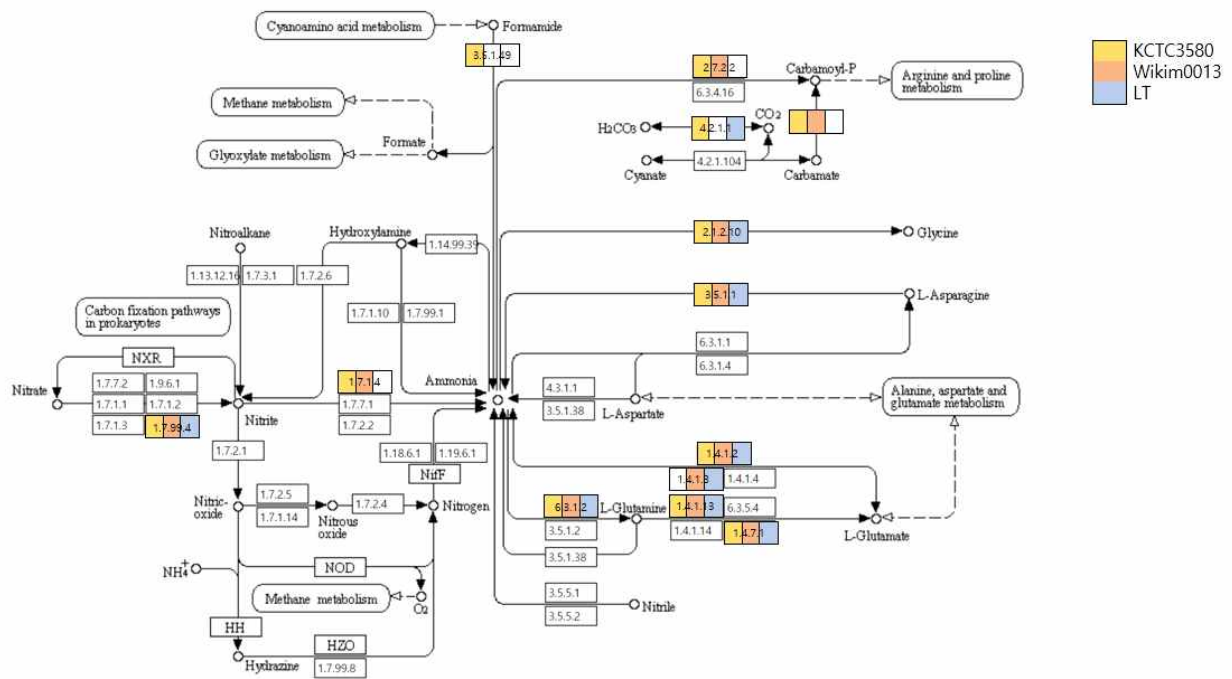 Cyanoamino acid metabolism
Formamide
3.5.1.49
KCTC3580
Wikim0013
LT
2.7.2.2
6.3.4.16
Carbamoyl-P
Arginine and proline
metabolism
Methane metabolism
Glyoxylate metabolism
Formate
H2CO3
4.2.1.1
CO2
Cyanate
4.2.1.104
Carbamate
Nitroalkane
Hydroxylamine
1.14.99.39
2.1.2.10
Glycine
1.13.12.16
1.7.3.1
1.7.2.6
3.5.1.1
L-Asparagine
Carbon fixation pathways
in prokaryotes
1.7.1.10
1.7.99.1
6.3.1.1
6.3.1.4
NXR
Nitrate
1.7.7.2
1.9.6.1
1.7.1.1
1.7.1.2
1.7.1.3
1.7.99.4
Nitrite
1.7.1.4
1.7.7.1
1.7.2.2
Ammonia
4.3.1.1
3.5.1.38
L-Aspartate
Alanine, aspartate and
glutamate metabolism
1.7.2.1
1.18.6.1
1.19.6.1
NifF
1.4.1.2
1.4.1.3
1.4.1.4
Nitric-
oxide
1.7.2.5
1.7.1.14
Nitrous
oxide
1.7.2.4
Nitrogen
6.3.1.2
3.5.1.2
3.5.1.38
L-Glutamine
1.4.1.13
6.3.5.4
1.4.1.14
1.4.7.1
L-Glutamate
NH4+
NOD
Methane metabolism
O2
3.5.5.1
3.5.5.2
Nitrile
HH
HZO
1.7.99.8
Hydrazine